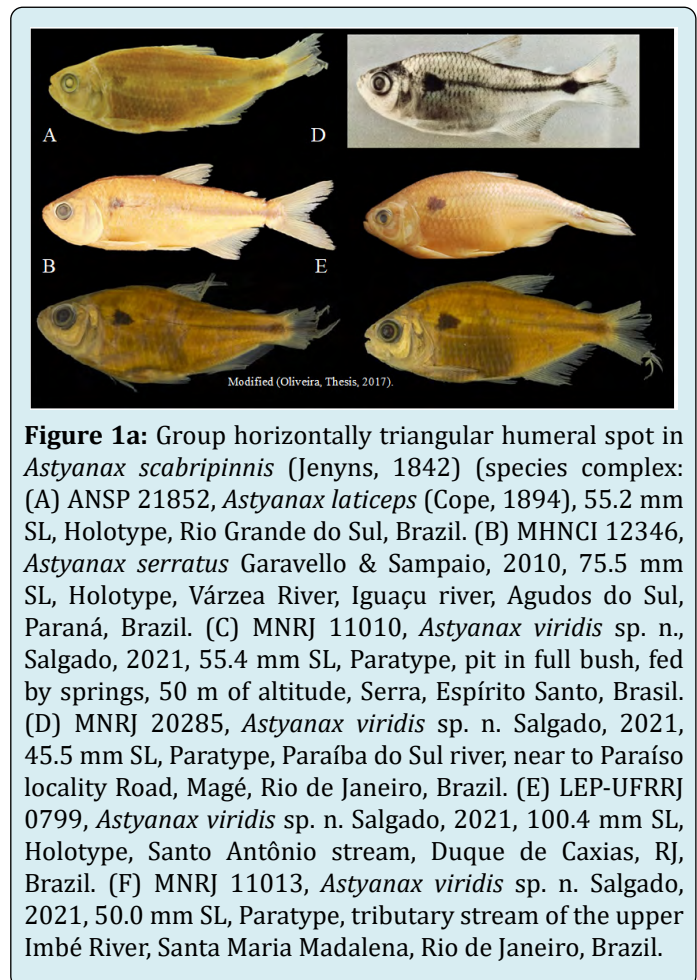 A
D
B
E
Modified (Oliveira, Thesis, 2017).
Figure 1a: Group horizontally triangular humeral spot in
Astyanax scabripinnis (Jenyns, 1842) (species complex:
(A) ANSP 21852, Astyanax laticeps (Cope, 1894), 55.2 mm
SL, Holotype, Rio Grande do Sul, Brazil. (B) MHNCI 12346,
Astyanax serratus Garavello & Sampaio, 2010, 75.5 mm
SL, Holotype, Várzea River, Iguaçu river, Agudos do Sul,
Paraná, Brazil. (C) MNRJ 11010, Astyanax viridis sp. n.,
Salgado, 2021, 55.4 mm SL, Paratype, pit in full bush, fed
by springs, 50 m of altitude, Serra, Espírito Santo, Brasil.
(D) MNRJ 20285, Astyanax viridis sp. n. Salgado, 2021,
45.5 mm SL, Paratype, Paraíba do Sul river, near to Paraíso
locality Road, Magé, Rio de Janeiro, Brazil. (E) LEP-UFRRJ
0799, Astyanax viridis sp. n. Salgado, 2021, 100.4 mm SL,
Holotype, Santo Antônio stream, Duque de Caxias, RJ,
Brazil. (F) MNRJ 11013, Astyanax viridis sp. n. Salgado,
2021, 50.0 mm SL, Paratype, tributary stream of the upper
Imbé River, Santa Maria Madalena, Rio de Janeiro, Brazil.